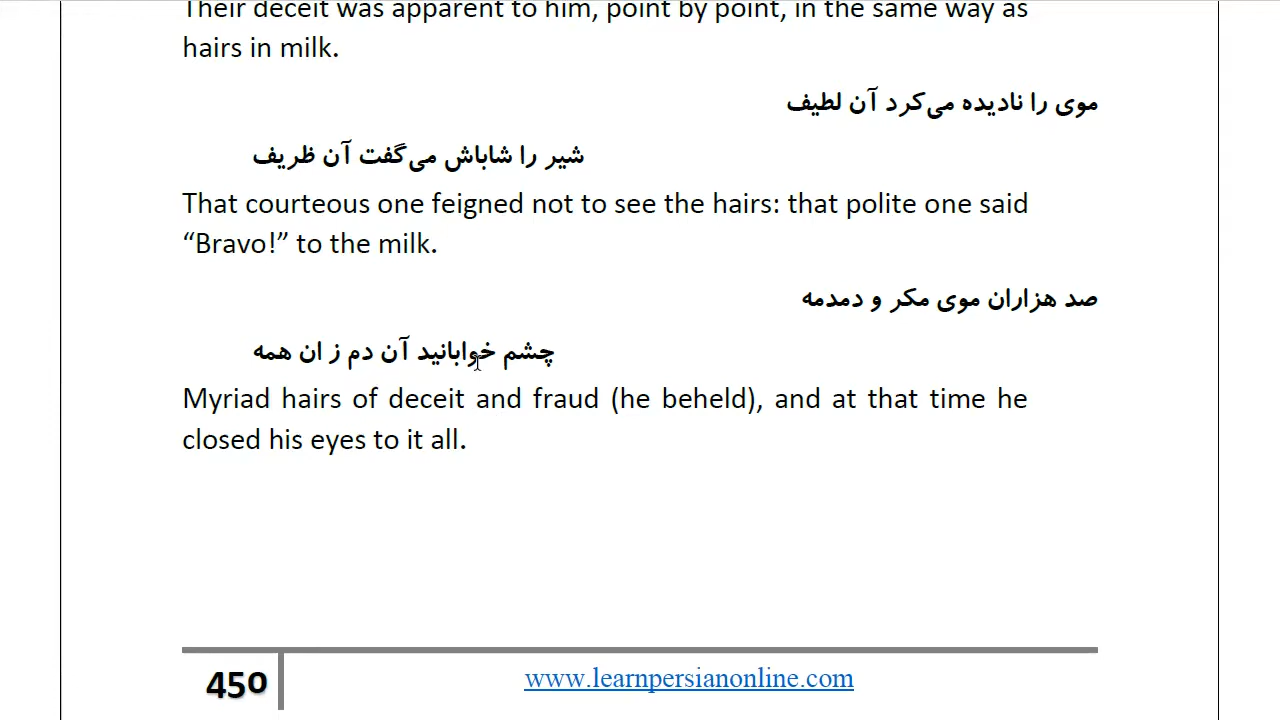 Their deceit was apparent to him, point by point, in the same way as
hairs in milk.
موی را نادیده می‌کرد آن لطیف
شیر را شاباش می‌گفت آن ظریف
That courteous one feigned not to see the hairs: that polite one said
“Bravo!” to the milk.
صد هزاران موی مکر و دمدمه
چشم خوابانید آن دم ز ان همه
Myriad hairs of deceit and fraud (he beheld), and at that time he
closed his eyes to it all.
450
www.learnpersianonline.com